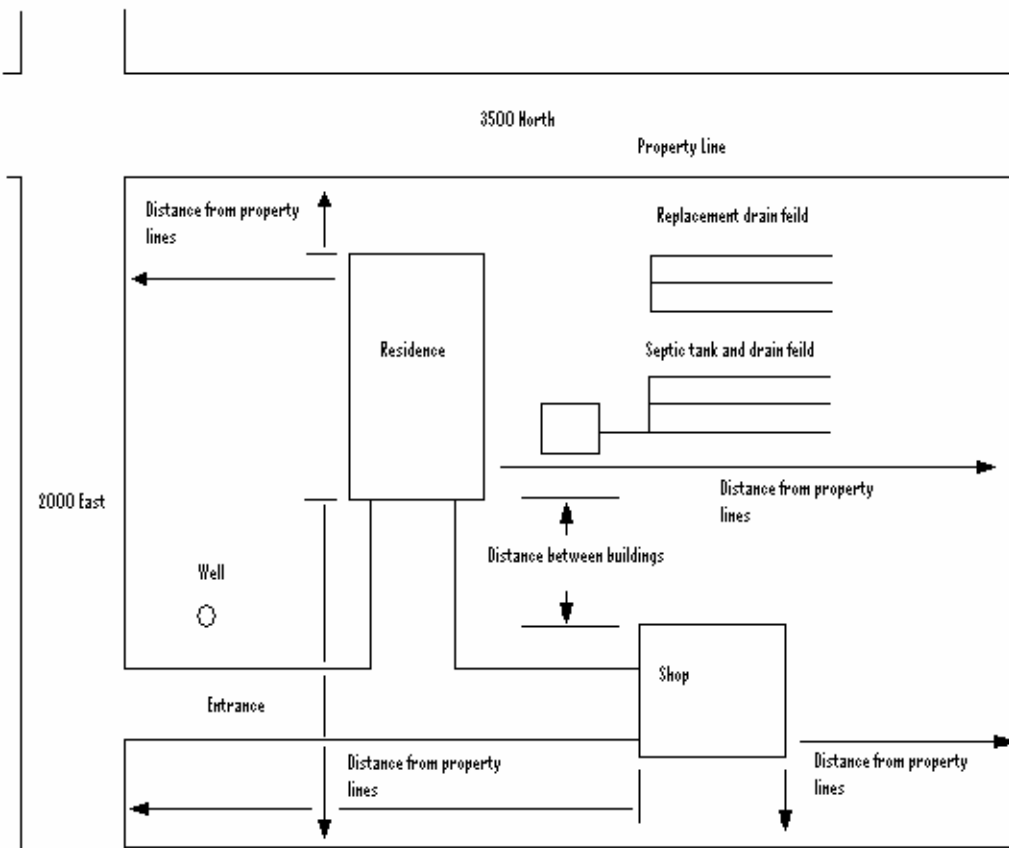 3500 North
Property Line
Distance from property
lines
Replacement drain feild
Residence
Septic tank and drain feild
Distance from property
lines
2000 East
Distance between buildings
Well
Shop
Entrance
Distance from property
lines
Distance from property
lines